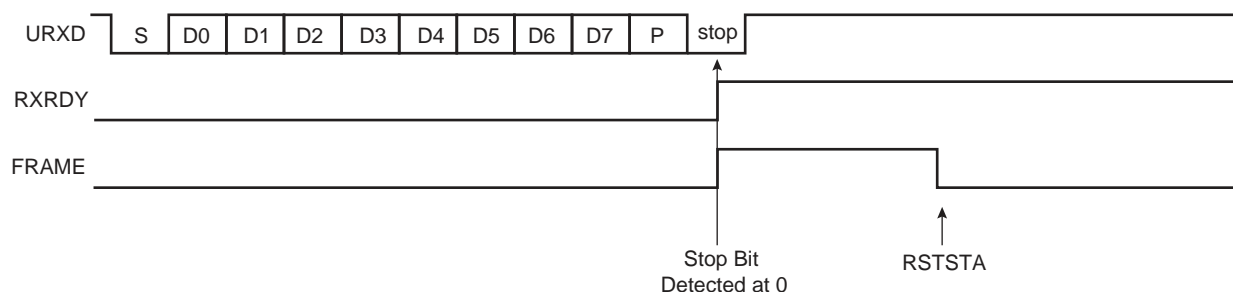 URXD S D0 D1 D2 D3 D4 D5 D6 D7 P stop
RXRDY
FRAME
Stop Bit
Detected at 0
RSTSTA